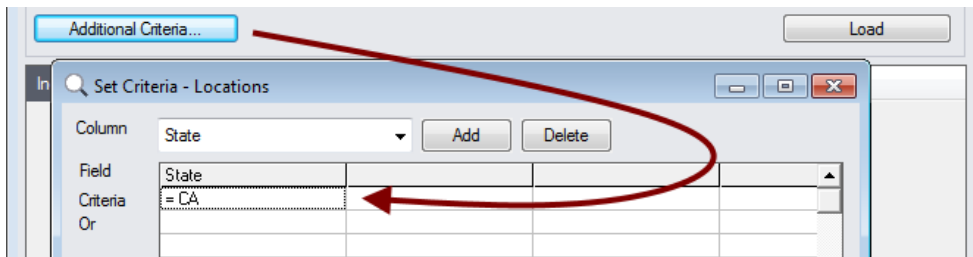 Additional Criteria... Load
In
Set Criteria - Locations
Column State Add Delete
Field State
Criteria = CA
Or